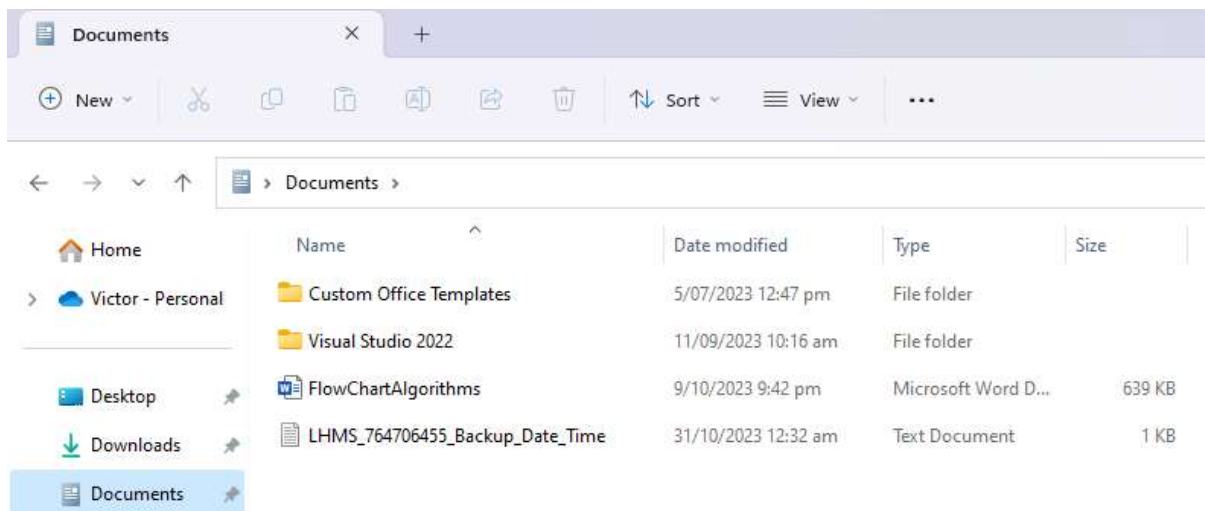 Documents
New
Sort
View
Documents
Home
Victor - Personal
Desktop
Downloads
Documents
Name Date modified Type Size
Custom Office Templates 5/07/2023 12:47 pm File folder
Visual Studio 2022 11/09/2023 10:16 am File folder
FlowChartAlgorithms 9/10/2023 9:42 pm Microsoft Word D... 639 KB
LHMS_764706455_Backup_Date_Time 31/10/2023 12:32 am Text Document 1 KB